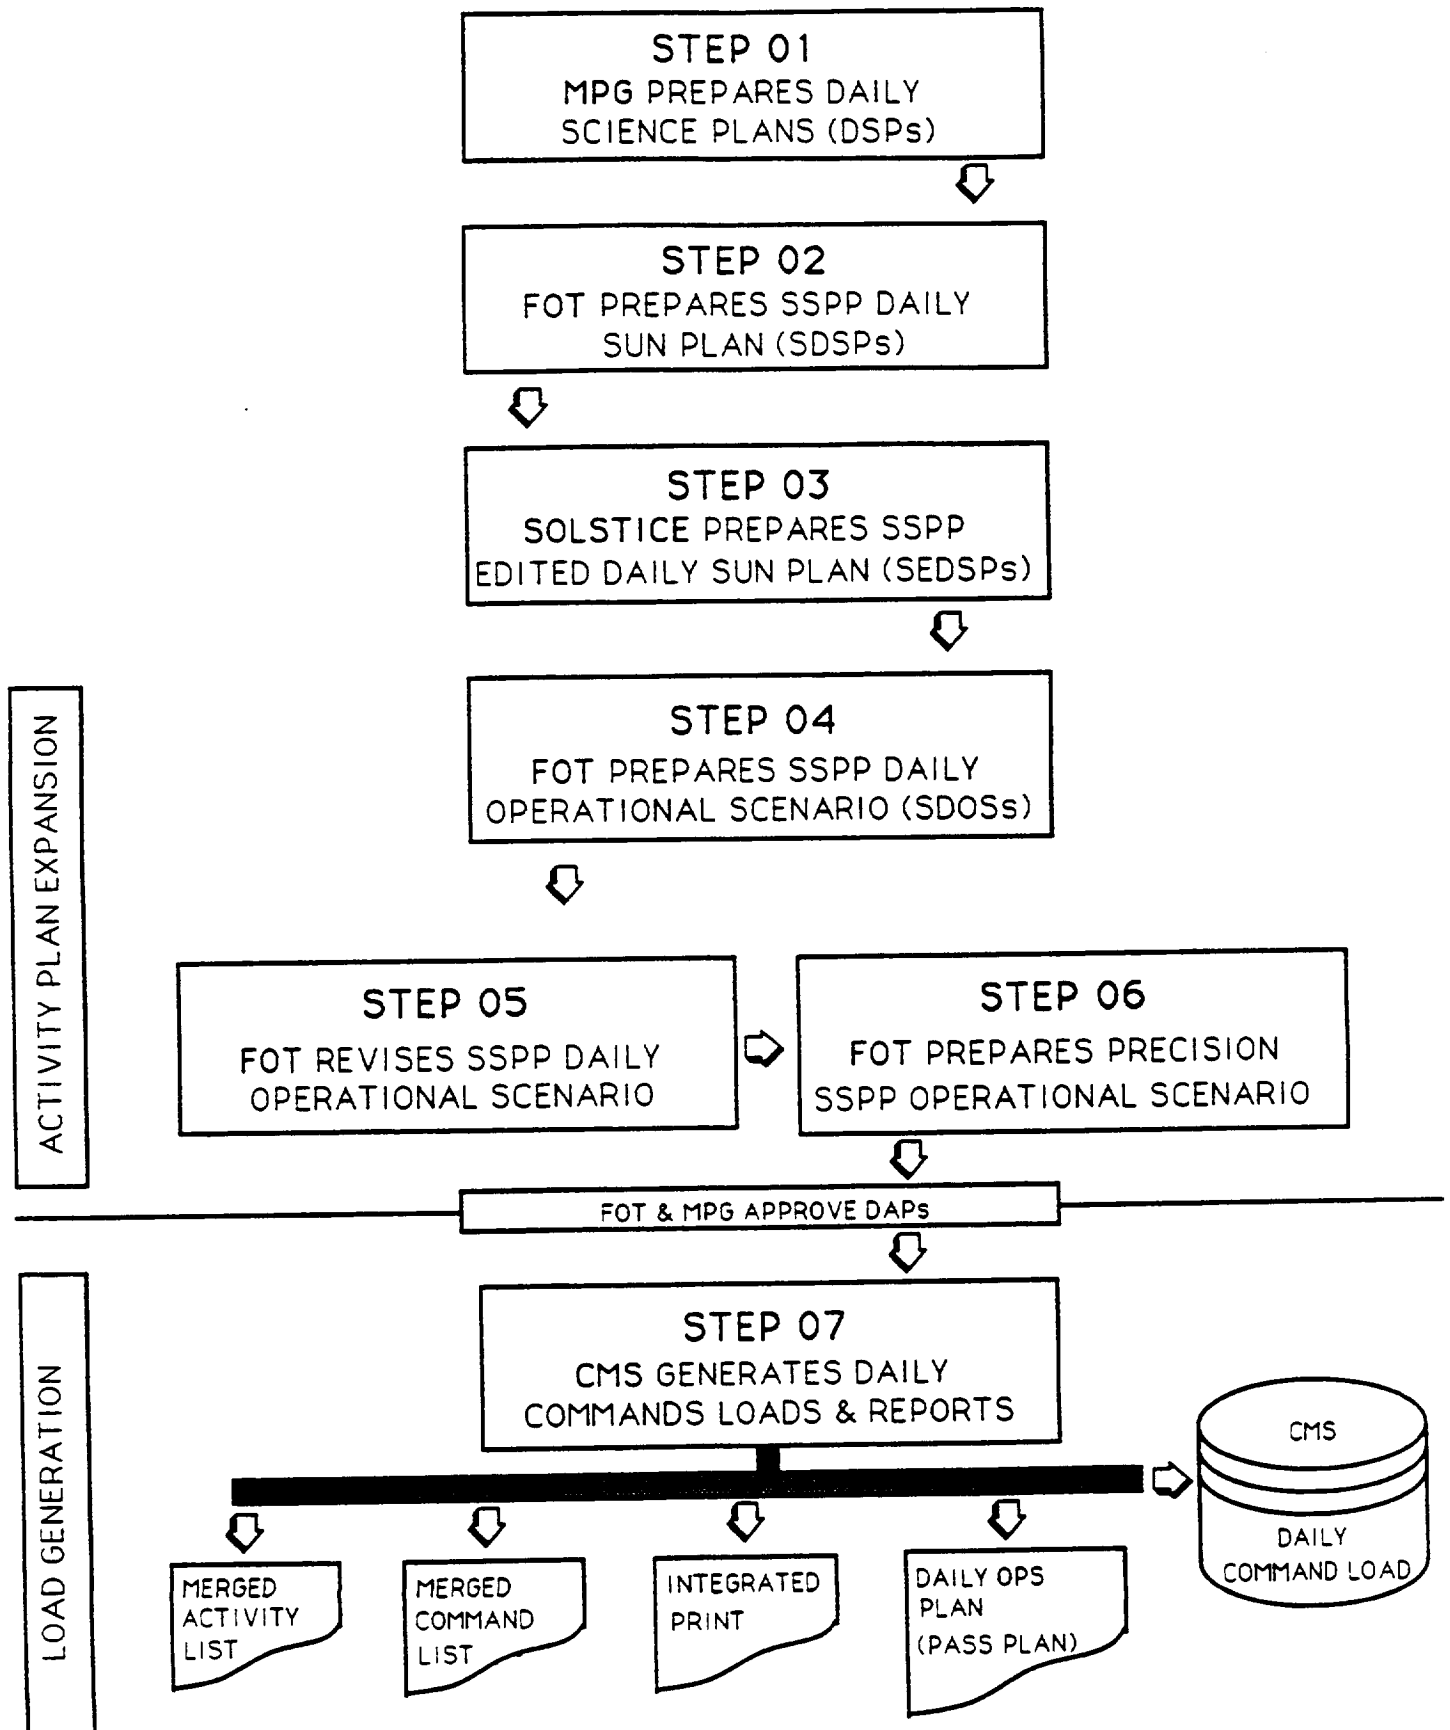 STEP 01
MPG PREPARES DAILY
SCIENCE PLANS (DSPs)
STEP 02
FOT PREPARES SSPP DAILY
SUN PLAN (SDSPs)
STEP 03
SOLSTICE PREPARES SSPP
EDITED DAILY SUN PLAN (SEDSPs)
STEP 04
FOT PREPARES SSPP DAILY
OPERATIONAL SCENARIO (SDOSs)
ACTIVITY PLAN EXPANSION
STEP 05
FOT REVISES SSPP DAILY
OPERATIONAL SCENARIO
STEP 06
FOT PREPARES PRECISION
SSPP OPERATIONAL SCENARIO
FOT & MPG APPROVE DAPs
LOAD GENERATION
STEP 07
CMS GENERATES DAILY
COMMANDS LOADS & REPORTS
CMS
DAILY
COMMAND LOAD
MERGED
ACTIVITY
LIST
MERGED
COMMAND
LIST
INTEGRATED
PRINT
DAILY OPS
PLAN
(PASS PLAN)